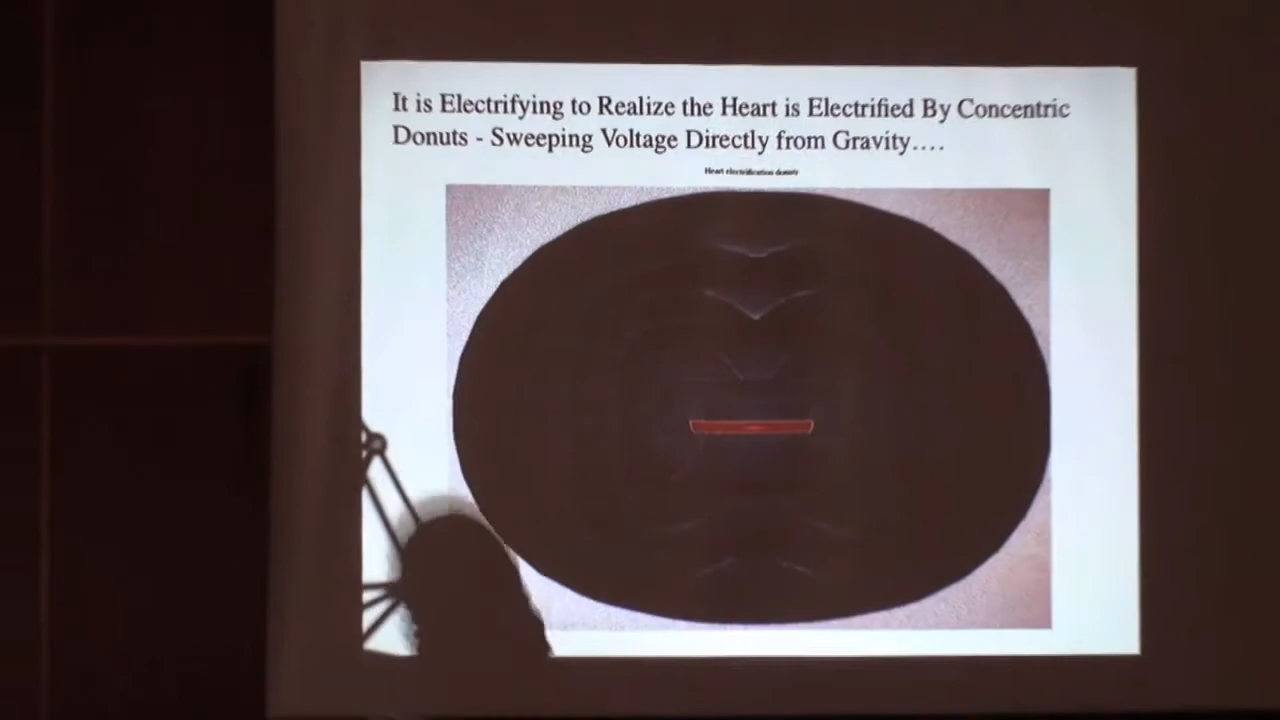 It is Electrifying to Realize the Heart is Electrified By Concentric
Donuts - Sweeping Voltage Directly from Gravity....
Heart electrification donuts